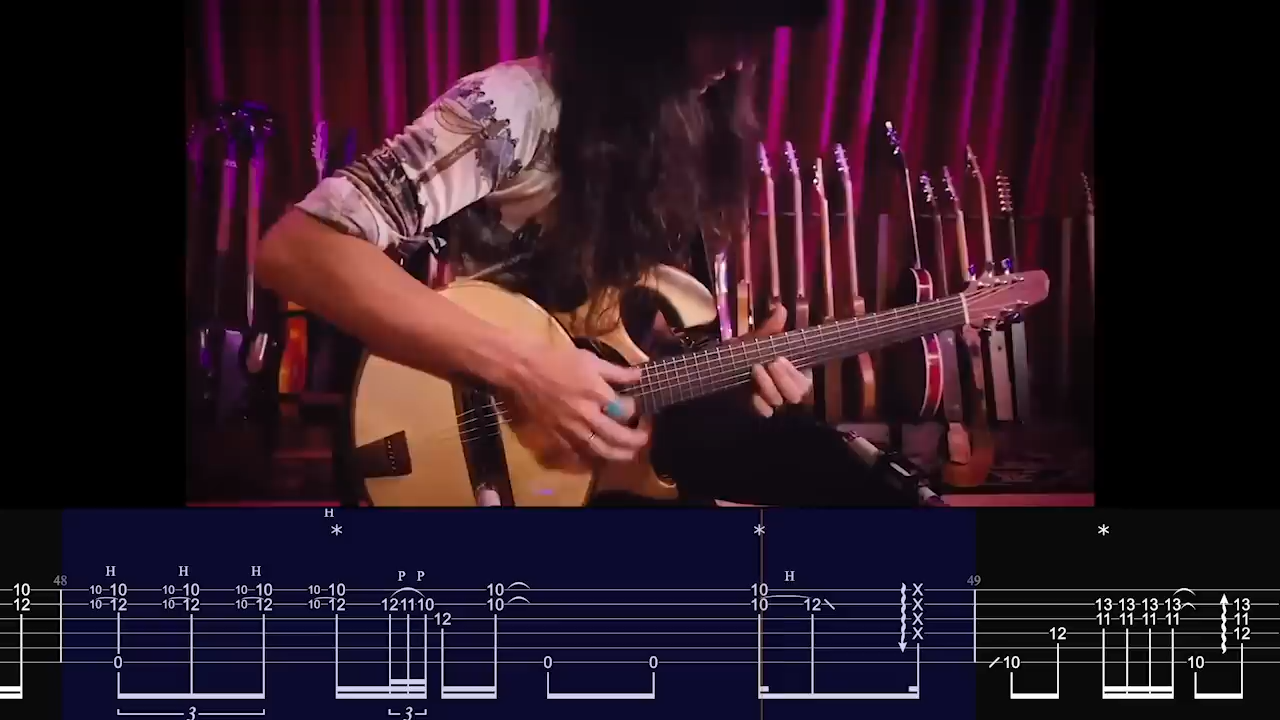 H
* * *
H H H P P H
48 49
10 10 10 10 10 10 10 10 10 10 10 X
12 10 12 10 12 10 12 10 12 12 11 10 10 10 12 X 13 13 13 13 13
12 X 11 11 11 11 11
X 12 12
0 0 0 10 10
3 3